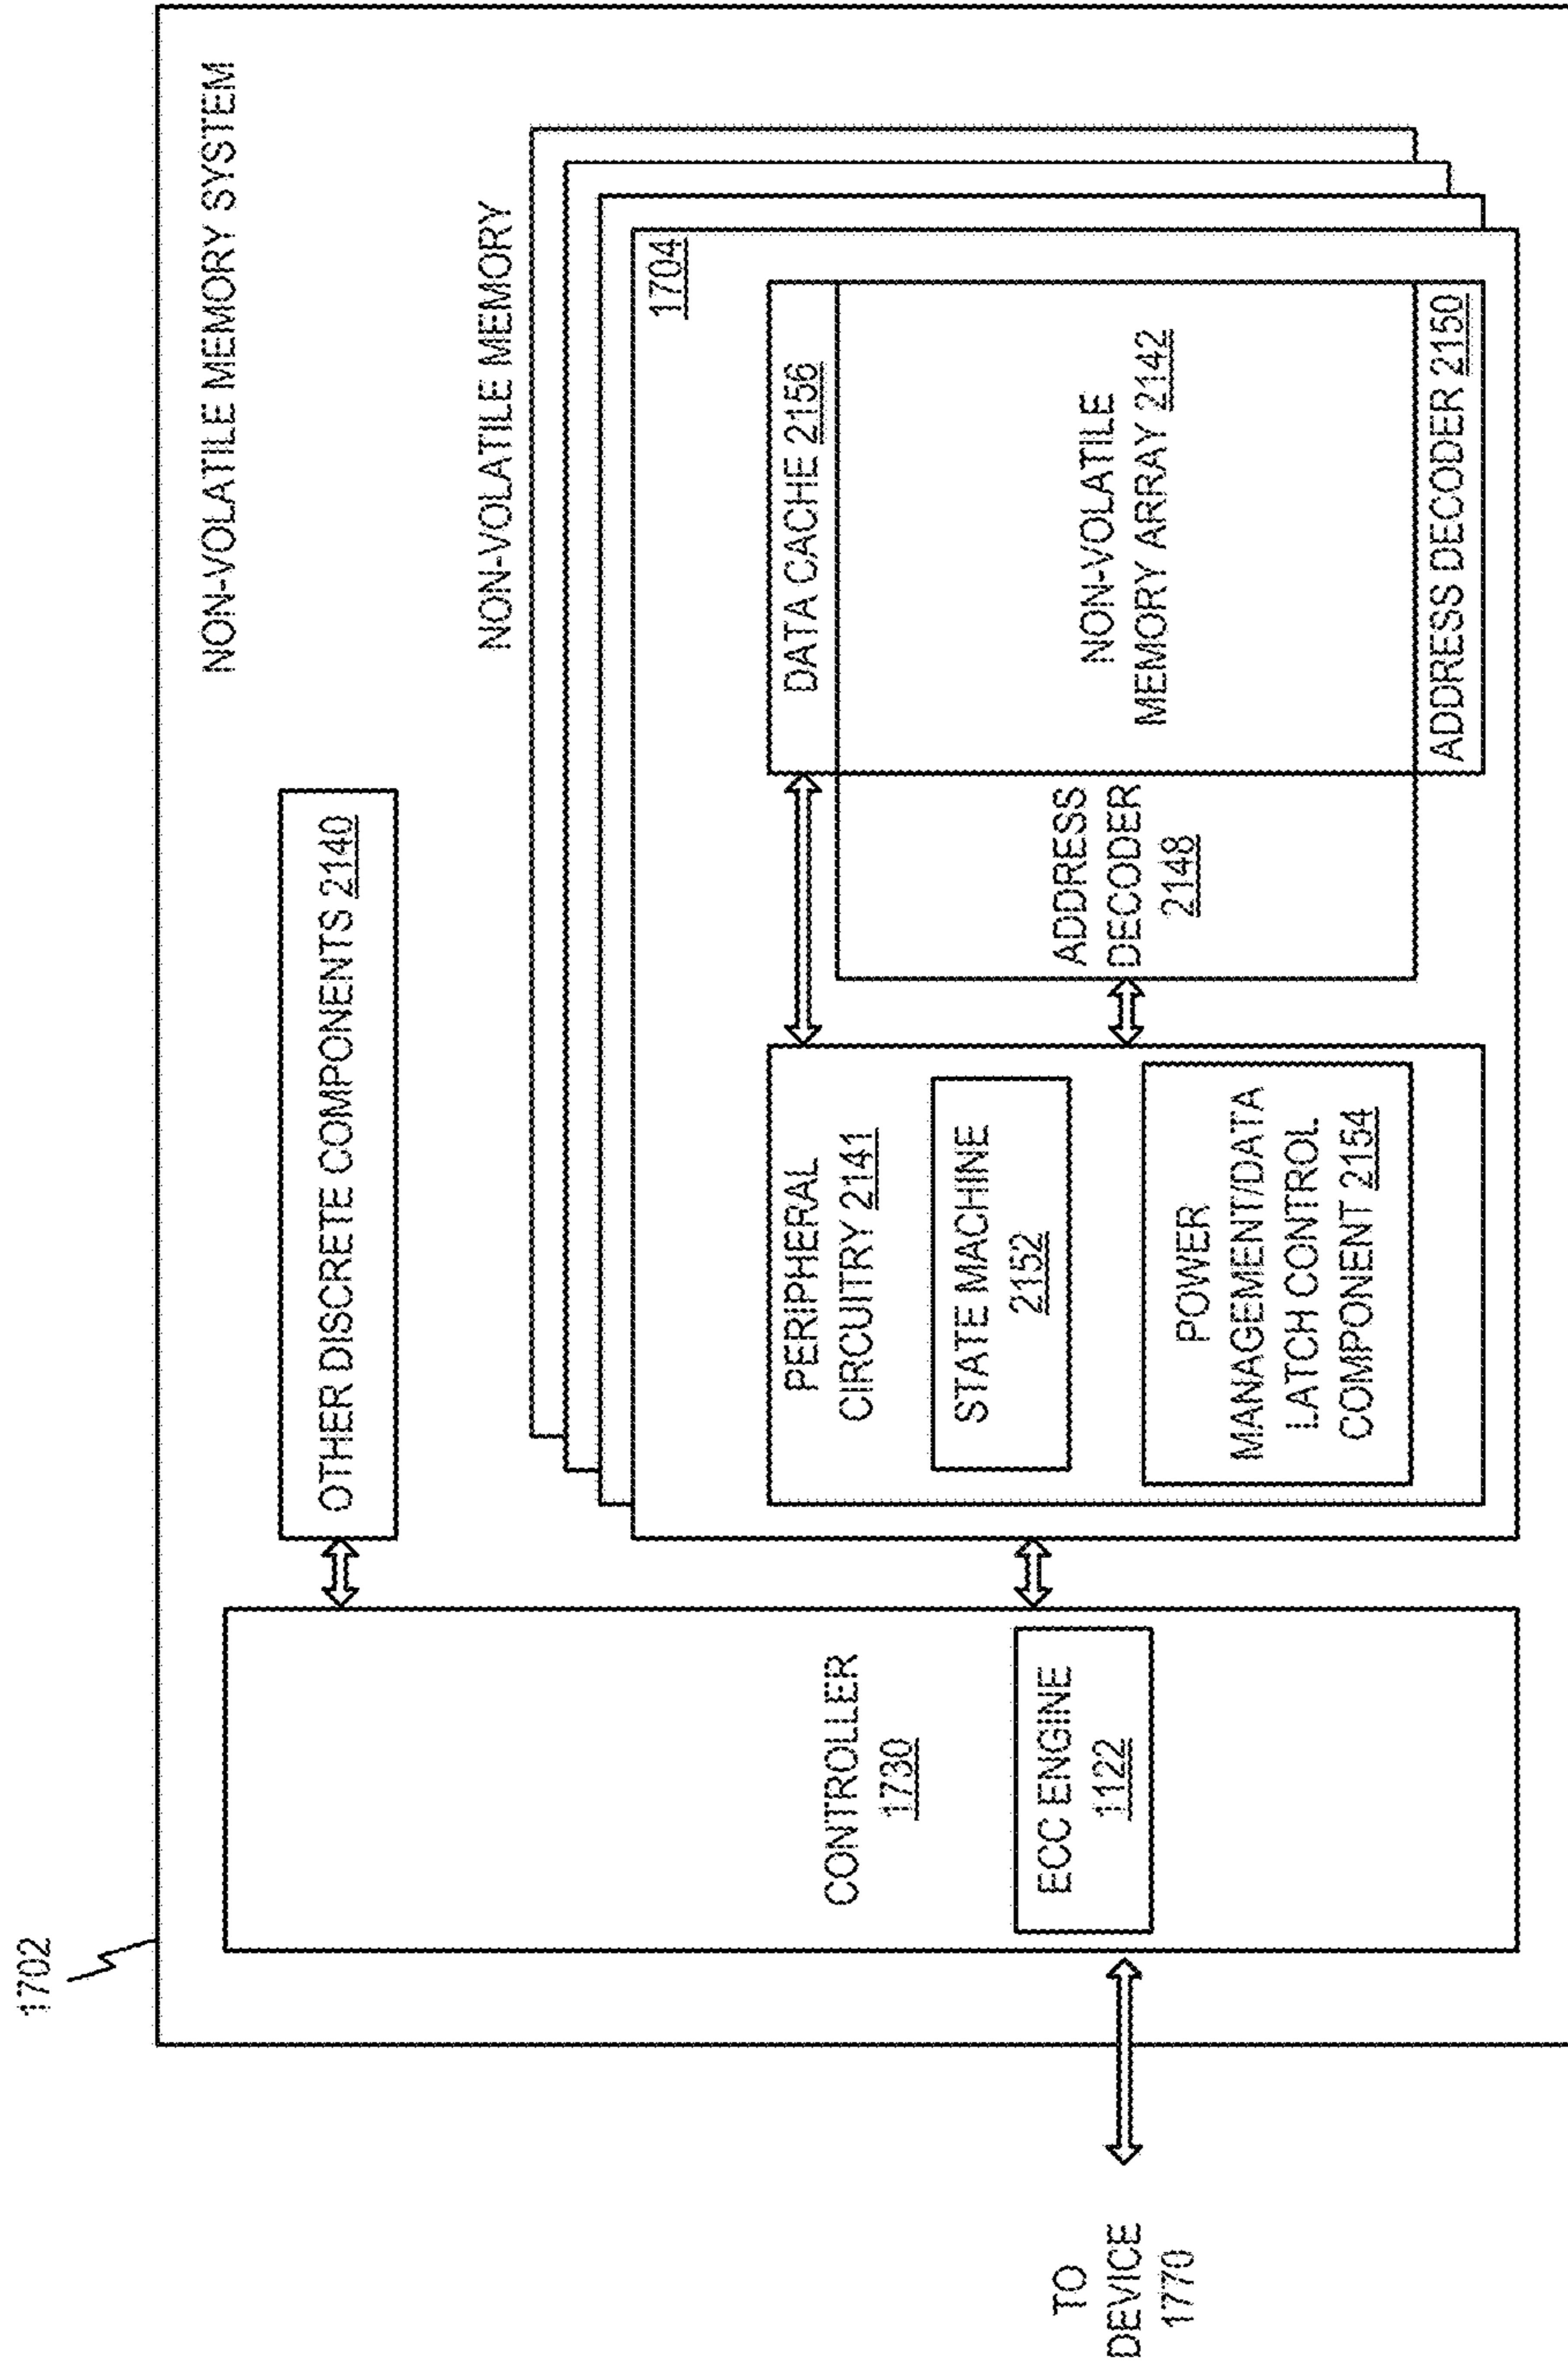 1702
NON-VOLATILE MEMORY SYSTEM
OTHER DISCRETE COMPONENTS 2140
NON-VOLATILE MEMORY
1704
CONTROLLER
1730
ECC ENGINE
1122
PERIPHERAL
CIRCUITRY 2141
STATE MACHINE
2152
POWER
MANAGEMENT/DATA
LATCH CONTROL
COMPONENT 2154
DATA CACHE 2156
ADDRESS
DECODER
2148
NON-VOLATILE
MEMORY ARRAY 2142
ADDRESS DECODER 2150
TO
DEVICE
1770